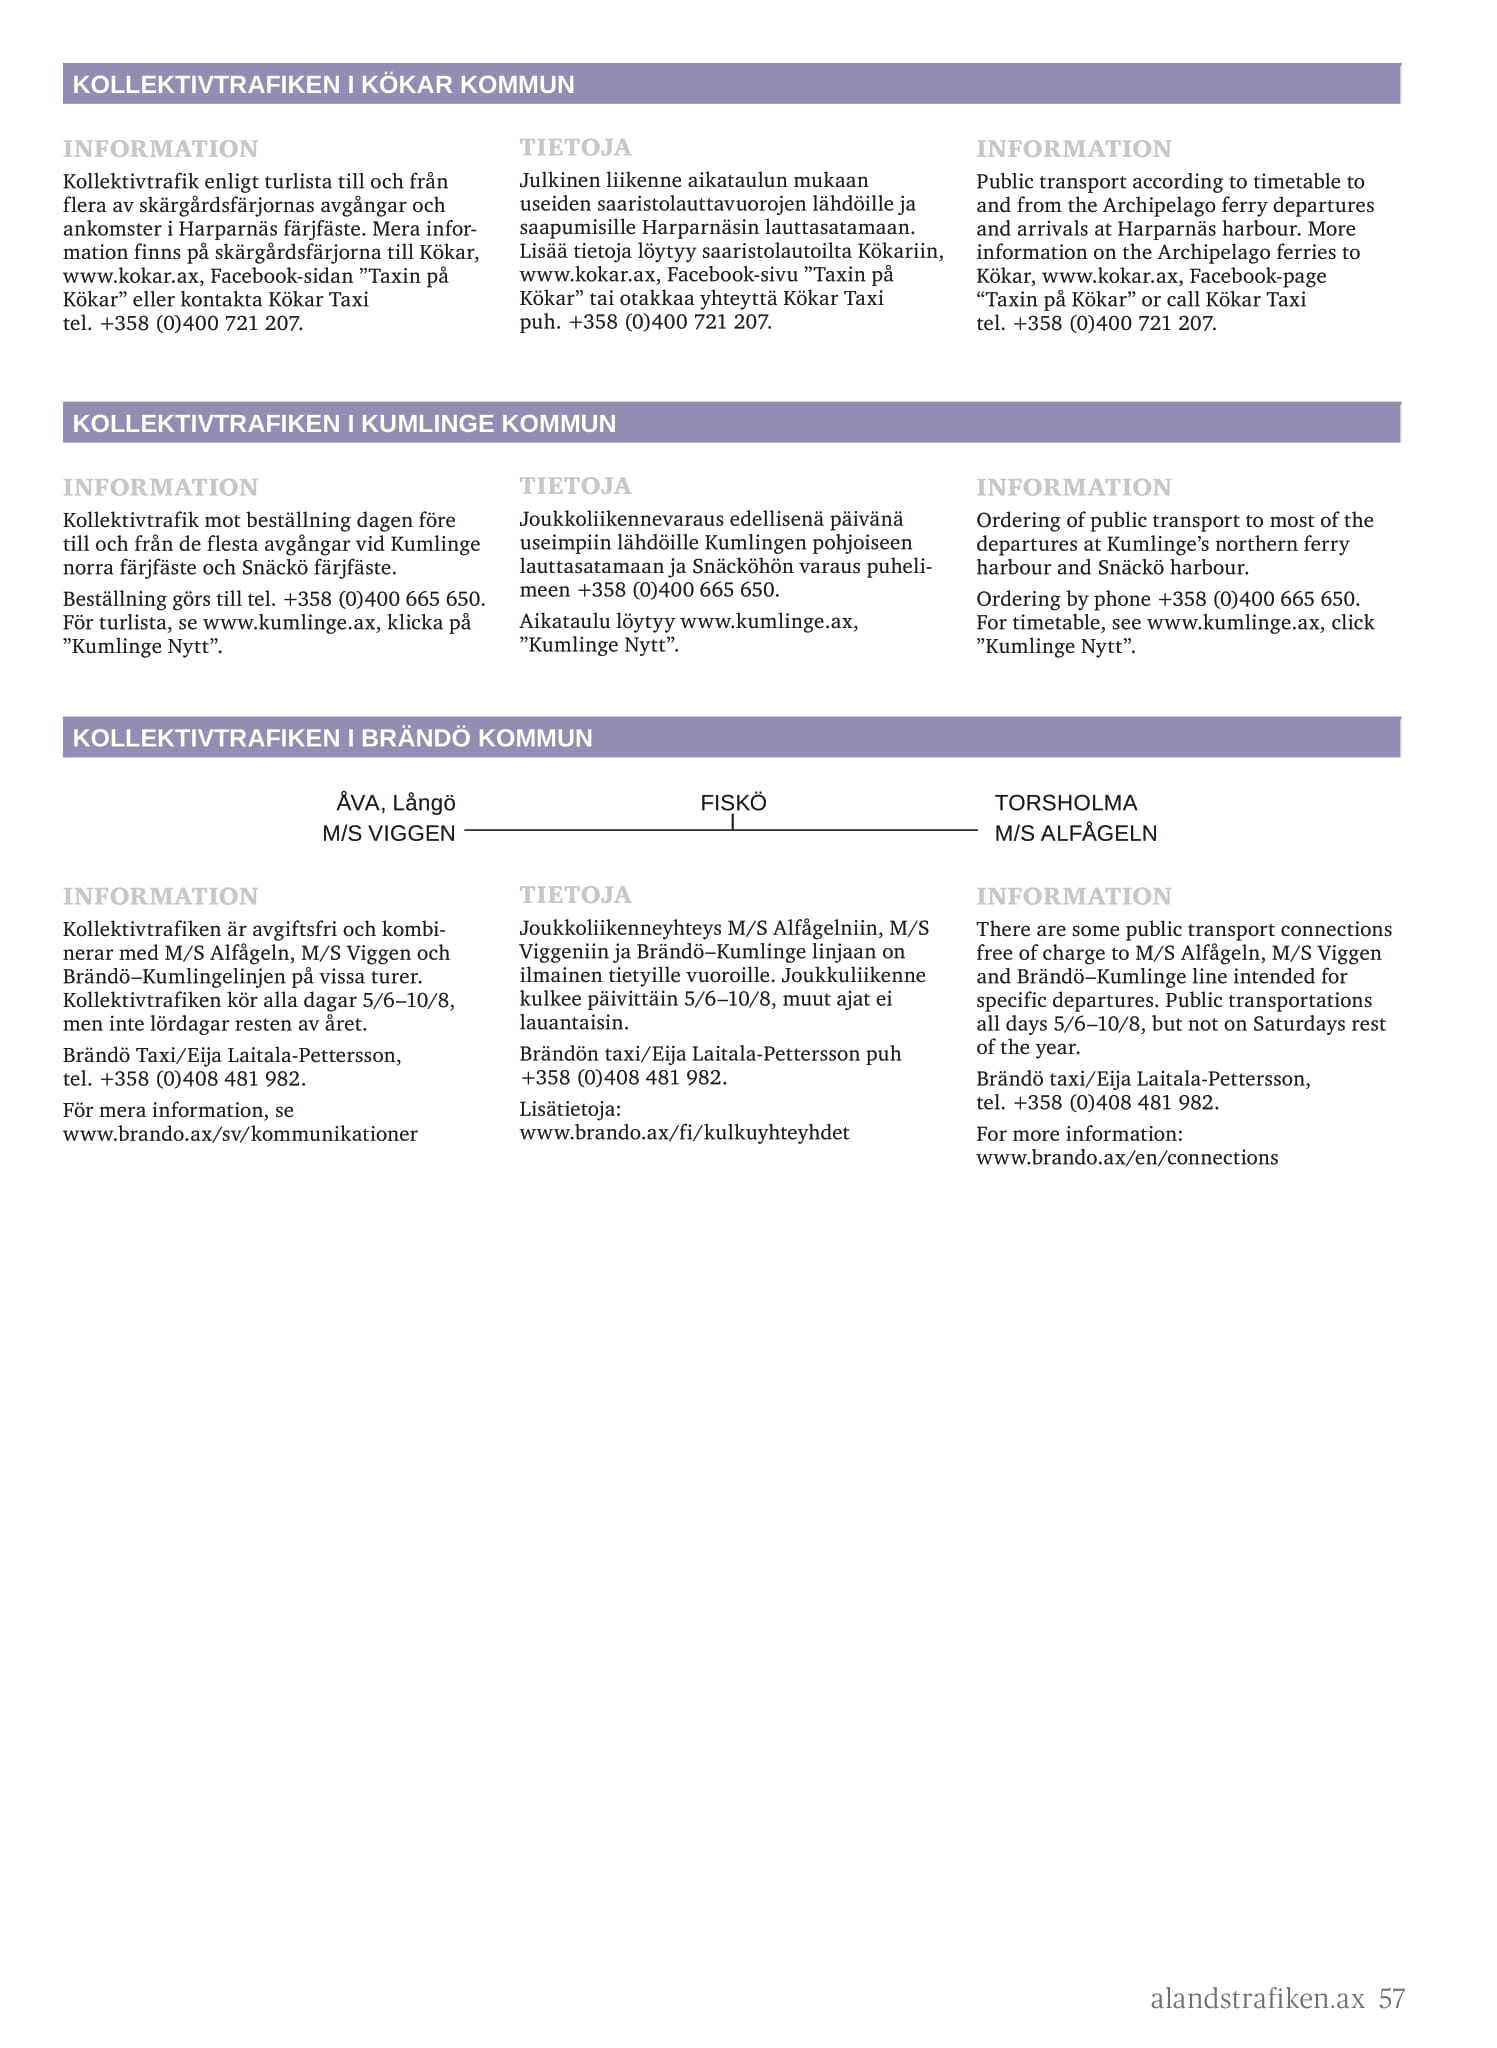 KOLLEKTIVTRAFIKEN I KÖKAR KOMMUN
INFORMATION
Kollektivtrafik enligt turlista till och från
flera av skärgårdsfärjornas avgångar och
ankomster i Harparnäs färjfäste. Mera infor-
mation finns på skärgårdsfärjorna till Kökar,
www.kokar.ax, Facebook-sidan ”Taxin på
Kökar” eller kontakta Kökar Taxi
tel. +358 (0)400 721 207.
TIETOJA
Julkinen liikenne aikataulun mukaan
useiden saaristolauttavuorojen lähdöille ja
saapumisille Harparnäsin lauttasatamaan.
Lisää tietoja löytyy saaristolautoilta Kökariin,
www.kokar.ax, Facebook-sivu ”Taxin på
Kökar” tai otakkaa yhteyttä Kökar Taxi
puh. +358 (0)400 721 207.
INFORMATION
Public transport according to timetable to
and from the Archipelago ferry departures
and arrivals at Harparnäs harbour. More
information on the Archipelago ferries to
Kökar, www.kokar.ax, Facebook-page
“Taxin på Kökar” or call Kökar Taxi
tel. +358 (0)400 721 207.
KOLLEKTIVTRAFIKEN I KUMLINGE KOMMUN
INFORMATION
Kollektivtrafik mot beställning dagen före
till och från de flesta avgångar vid Kumlinge
norra färjfäste och Snäckö färjfäste.
Beställning görs till tel. +358 (0)400 665 650.
För turlista, se www.kumlinge.ax, klicka på
”Kumlinge Nytt”.
TIETOJA
Joukkoliikennevaraus edellisenä päivänä
useimpiin lähdöille Kumlingen pohjoiseen
lauttasatamaan ja Snäcköhön varaus puheli-
meen +358 (0)400 665 650.
Aikataulu löytyy www.kumlinge.ax,
”Kumlinge Nytt”.
INFORMATION
Ordering of public transport to most of the
departures at Kumlinge’s northern ferry
harbour and Snäckö harbour.
Ordering by phone +358 (0)400 665 650.
For timetable, see www.kumlinge.ax, click
”Kumlinge Nytt”.
KOLLEKTIVTRAFIKEN I BRÄNDÖ KOMMUN
ÅVA, Långö
M/S VIGGEN
FISKÖ
TORSHOLMA
M/S ALFÅGELN
INFORMATION
Kollektivtrafiken är avgiftsfri och kombi-
nerar med M/S Alfågeln, M/S Viggen och
Brändö–Kumlingelinjen på vissa turer.
Kollektivtrafiken kör alla dagar 5/6–10/8,
men inte lördagar resten av året.
Brändö Taxi/Eija Laitala-Pettersson,
tel. +358 (0)408 481 982.
För mera information, se
www.brando.ax/sv/kommunikationer
TIETOJA
Joukkoliikenneyhteys M/S Alfågelniin, M/S
Viggeniin ja Brändö–Kumlinge linjaan on
ilmainen tietyille vuoroille. Joukkuliikenne
kulkee päivittäin 5/6–10/8, muut ajat ei
lauantaisin.
Brändön taxi/Eija Laitala-Pettersson puh
+358 (0)408 481 982.
Lisätietoja:
www.brando.ax/fi/kulkuyhteyhdet
INFORMATION
There are some public transport connections
free of charge to M/S Alfågeln, M/S Viggen
and Brändö–Kumlinge line intended for
specific departures. Public transportations
all days 5/6–10/8, but not on Saturdays rest
of the year.
Brändö taxi/Eija Laitala-Pettersson,
tel. +358 (0)408 481 982.
For more information:
www.brando.ax/en/connections
alandstrafiken.ax 57